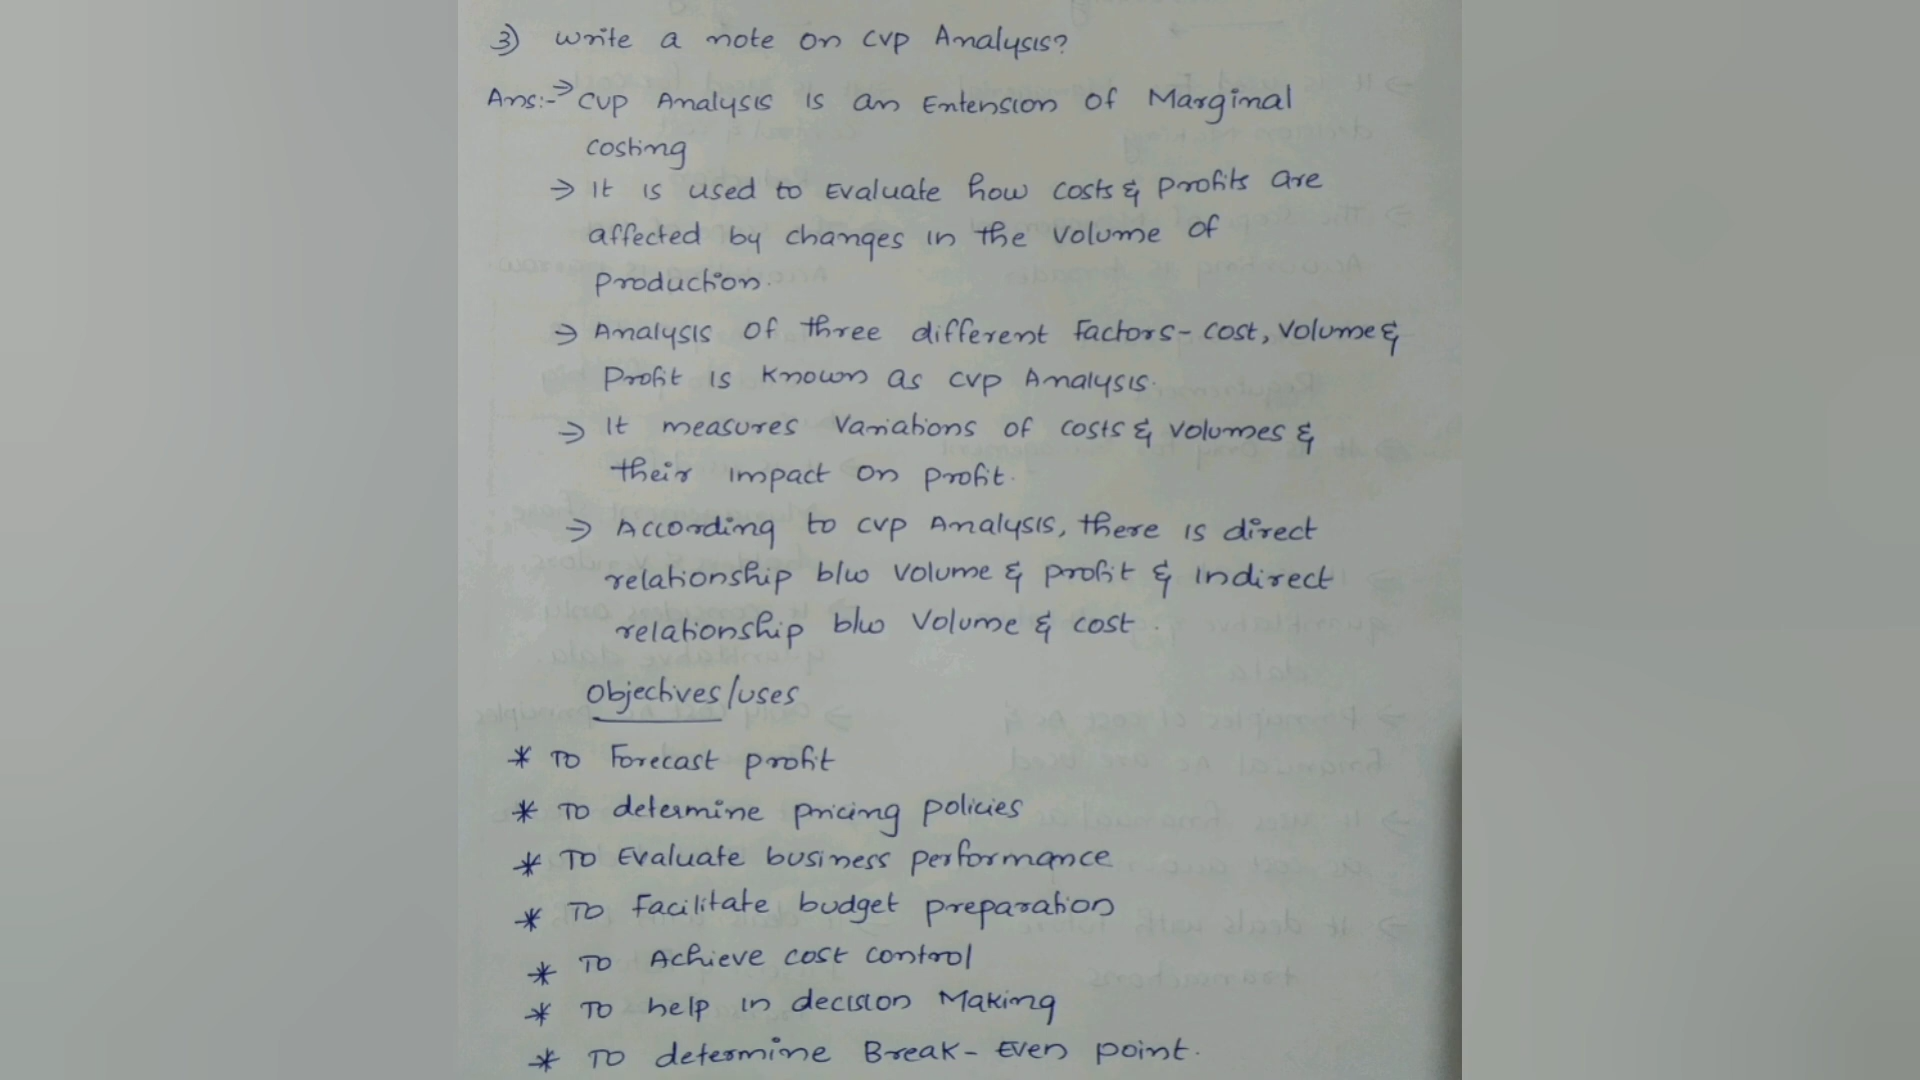 3) Write a note on CVP Analysis?
Ans:- → CVP Analysis is an Extension of Marginal
costing
→ It is used to Evaluate how costs & profits are
affected by changes in the volume of
production.
→ Analysis of three different factors - cost, volume &
profit is known as CVP Analysis.
→ It measures variations of costs & volumes &
their impact on profit.
→ According to CVP Analysis, there is direct
relationship b/w volume & profit & indirect
relationship b/w volume & cost.
Objectives/uses
* To Forecast profit
* To determine pricing policies
* To Evaluate business performance
* To Facilitate budget preparation
* To Achieve cost control
* To help in decision Making
* To determine Break-Even point.